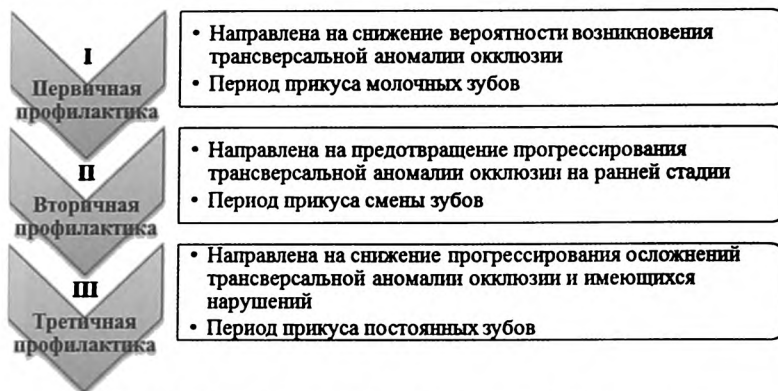 I
Первичная
профилактика
• Направлена на снижение вероятности возникновения
трансверсальной аномалии окклюзии
• Период прикуса молочных зубов
II
Вторичная
профилактика
• Направлена на предотвращение прогрессирования
трансверсальной аномалии окклюзии на ранней стадии
• Период прикуса смены зубов
III
Третичная
профилактика
• Направлена на снижение прогрессирования осложнений
трансверсальной аномалии окклюзии и имеющихся
нарушений
• Период прикуса постоянных зубов